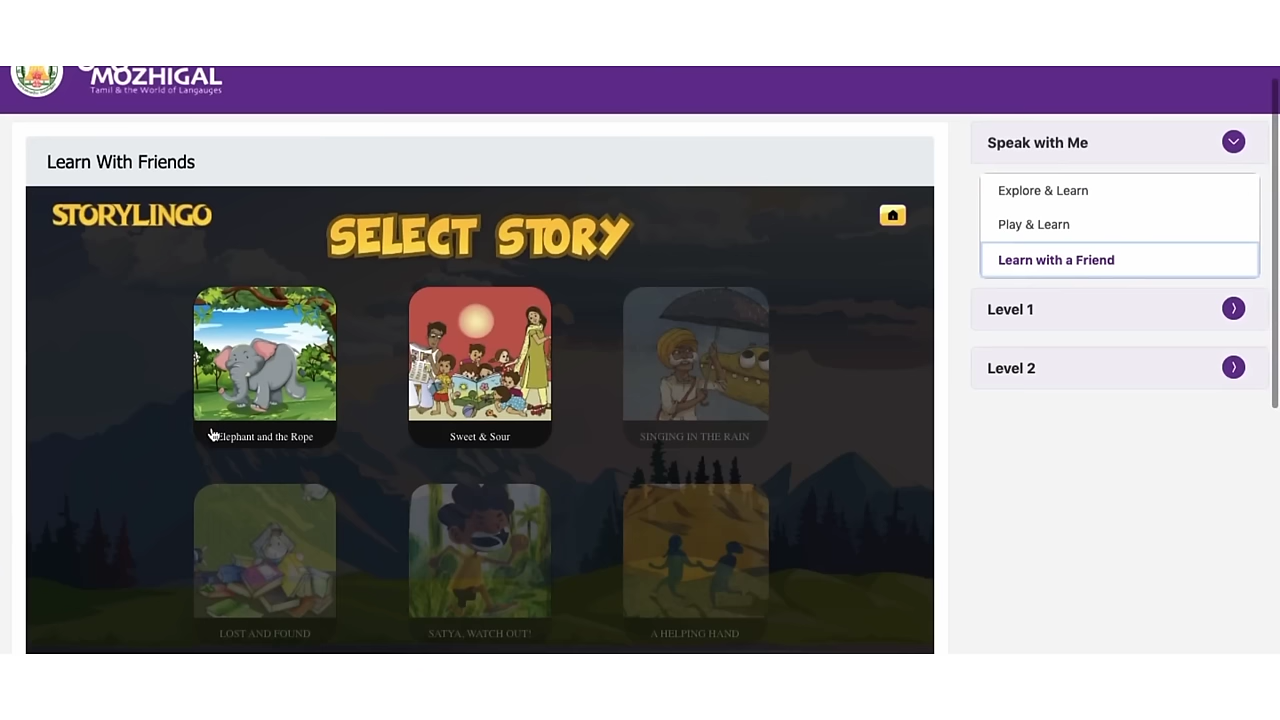 MOZHIGAL
Tamil & the World of Langauges
Learn With Friends
STORYLINGO
SELECT STORY
Elephant and the Rope
Sweet & Sour
SINGING IN THE RAIN
LOST AND FOUND
SATYA, WATCH OUT!
A HELPING HAND
Speak with Me
Explore & Learn
Play & Learn
Learn with a Friend
Level 1
Level 2